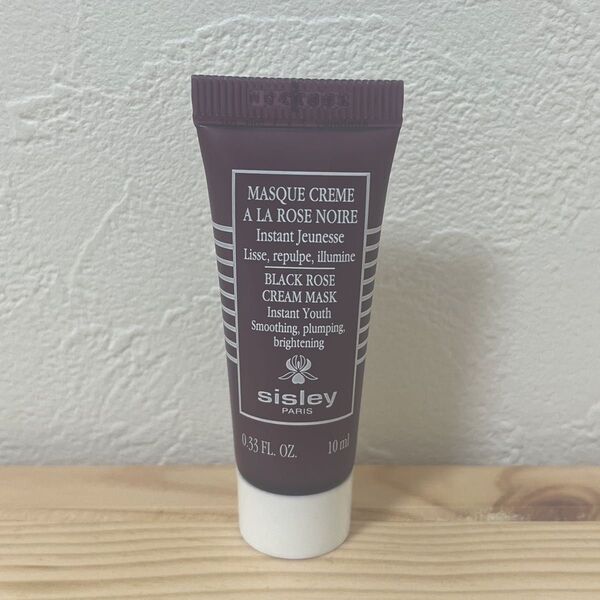 MASQUE CREME
A LA ROSE NOIRE
Instant Jeunesse
Lisse, repulpe, illumine
BLACK ROSE
CREAM MASK
Instant Youth
Smoothing, plumping,
brightening
sisley
PARIS
0.33 FL. OZ. 10 ml